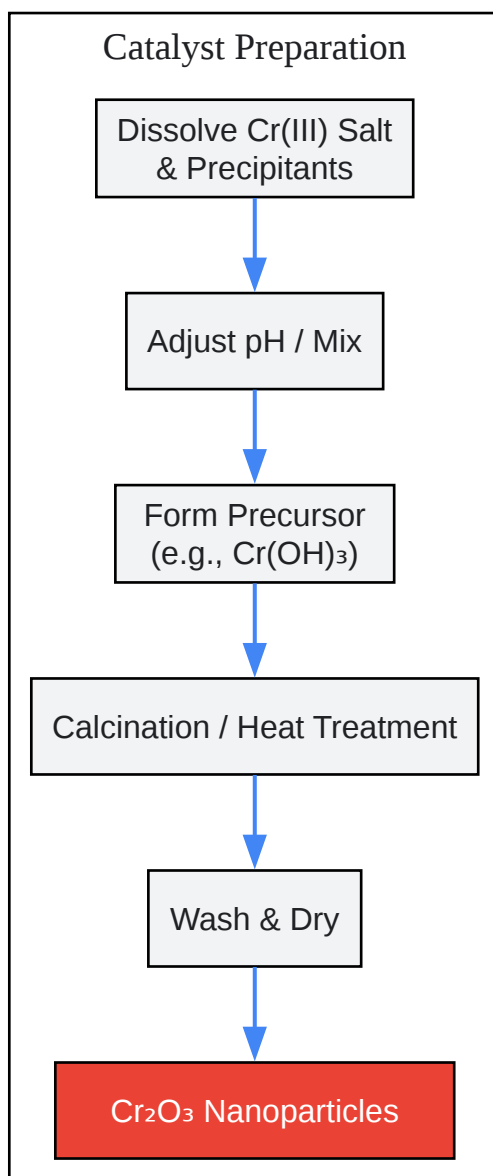 Catalyst Preparation
Dissolve Cr(III) Salt
& Precipitants
Adjust pH / Mix
Form Precursor
(e.g., Cr(OH)₃)
Calcination / Heat Treatment
Wash & Dry
Cr₂O₃ Nanoparticles